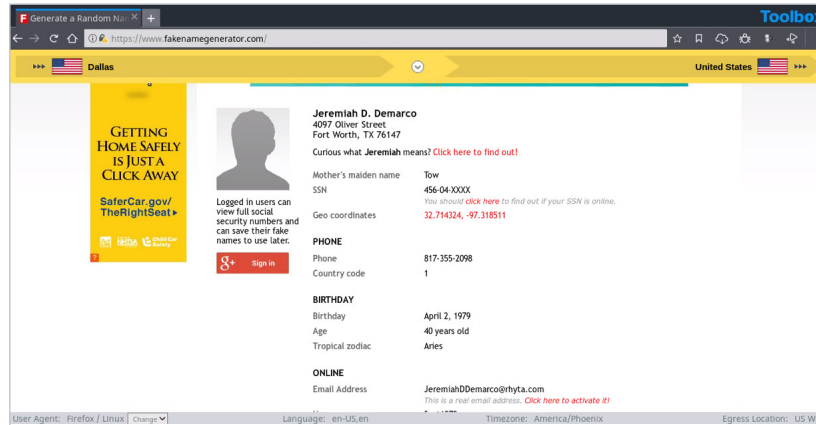 Toolbox
F Generate a Random Nan × +
https://www.fakenamegenerator.com/
Dallas
United States
GETTING
HOME SAFELY
IS JUST A
CLICK AWAY
SaferCar.gov/
TheRightSeat
Logged in users can
view full social
security numbers and
can save their fake
names to use later.
g+ Sign in
Jeremiah D. Demarco
4097 Oliver Street
Fort Worth, TX 76147
Curious what Jeremiah means? Click here to find out!
Mother's maiden name Tow
SSN 456-04-XXXX
You should click here to find out if your SSN is online.
Geo coordinates 32.714324, -97.318511
PHONE
Phone 817-355-2098
Country code 1
BIRTHDAY
Birthday April 2, 1979
Age 40 years old
Tropical zodiac Aries
ONLINE
Email Address JeremiahDDemarco@rhyta.com
This is a real email address. Click here to activate it!
User Agent: Firefox / Linux Change Language: en-US,en Timezone: America/Phoenix Egress Location: US W